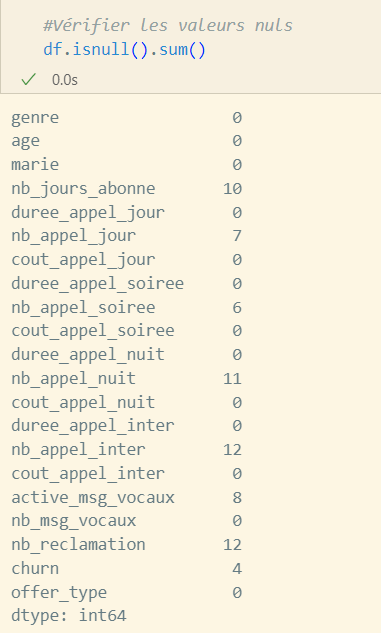 #Vérifier les valeurs nuls
df.isnull().sum()
0.0s
genre 0
age 0
marie 0
nb_jours_abonne 10
duree_appel_jour 0
nb_appel_jour 7
cout_appel_jour 0
duree_appel_soiree 0
nb_appel_soiree 6
cout_appel_soiree 0
duree_appel_nuit 0
nb_appel_nuit 11
cout_appel_nuit 0
duree_appel_inter 0
nb_appel_inter 12
cout_appel_inter 0
active_msg_vocaux 8
nb_msg_vocaux 0
nb_reclamation 12
churn 4
offer_type 0
dtype: int64